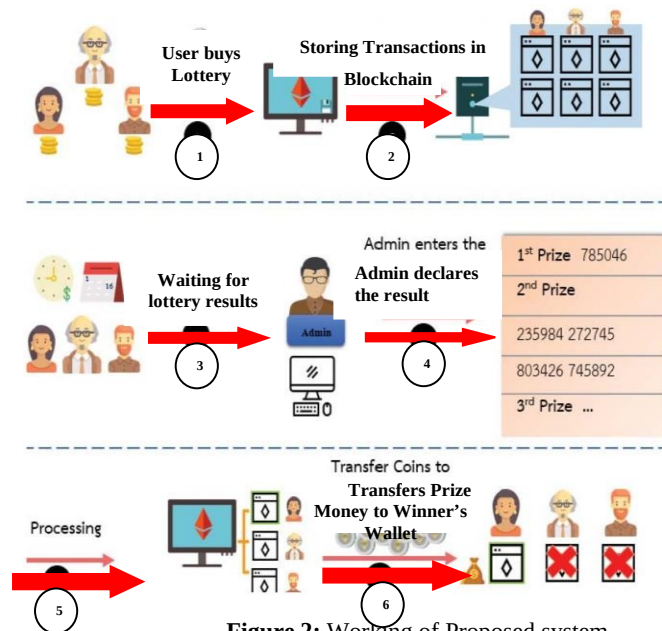 User buys
Lottery
Storing Transactions in
Blockchain
1
2
Admin enters the
Waiting for
lottery results
Admin declares
the result
Admin
1 16
$
3
4
1st Prize 785046
2nd Prize
235984 272745
803426 745892
3rd Prize ...
Transfer Coins to
Transfers Prize
Money to Winner's
Wallet
Processing
5
6
Figure 2: Working of Proposed system